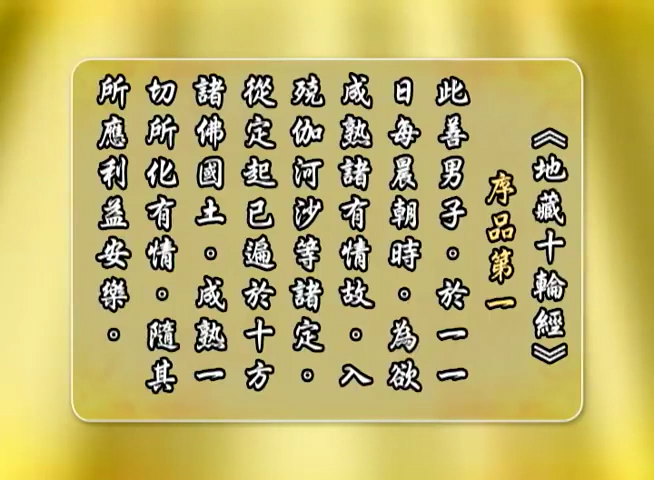 《地藏十輪經》
序品第一
此善男子。於一一
日每晨朝時。為欲
成熟諸有情故。入
殑伽河沙等諸定。
從定起已遍於十方
諸佛國土。成熟一
切所化有情。隨其
所應利益安樂。